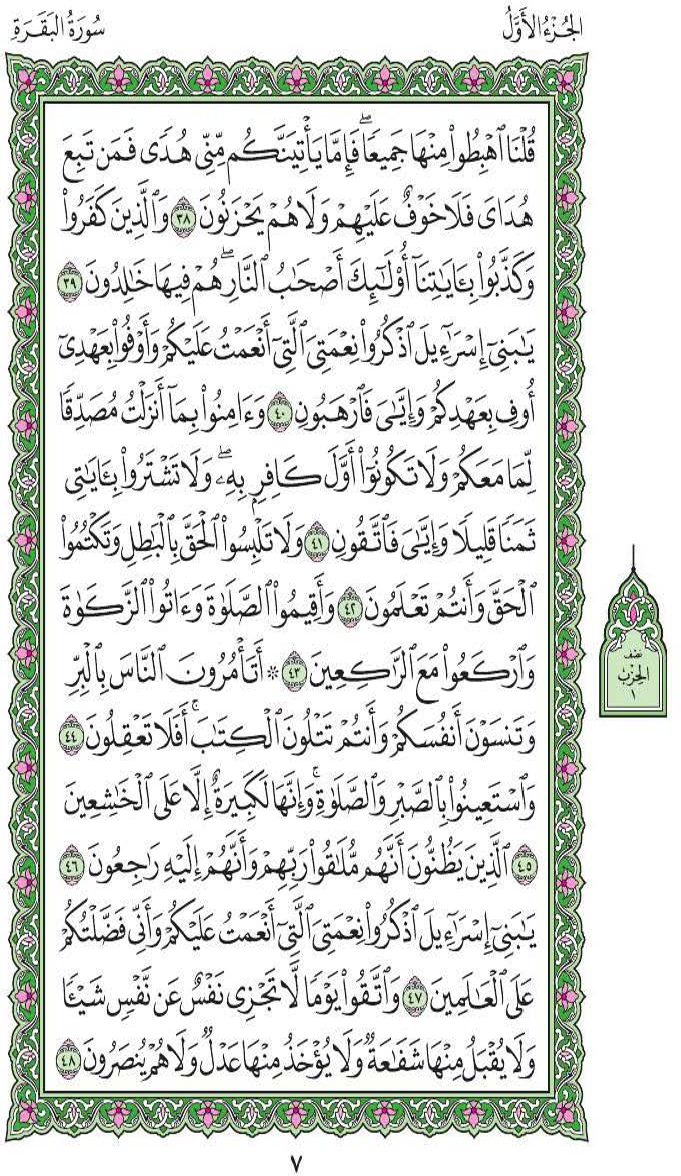 الجُزْءُ الأَوَّلُ
سُورَةُ البَقَرَةِ
قُلْنَا ٱهْبِطُوا۟ مِنْهَا جَمِيعًۭا ۖ فَإِمَّا يَأْتِيَنَّكُم مِّنِّى هُدًۭى فَمَن تَبِعَ
هُدَاىَ فَلَا خَوْفٌ عَلَيْهِمْ وَلَا هُمْ يَحْزَنُونَ ٣٨ وَٱلَّذِينَ كَفَرُوا۟
وَكَذَّبُوا۟ بِـَٔايَـٰتِنَآ أُو۟لَـٰٓئِكَ أَصْحَـٰبُ ٱلنَّارِ ۖ هُمْ فِيهَا خَـٰلِدُونَ ٣٩
يَـٰبَنِىٓ إِسْرَٰٓءِيلَ ٱذْكُرُوا۟ نِعْمَتِىَ ٱلَّتِىٓ أَنْعَمْتُ عَلَيْكُمْ وَأَوْفُوا۟ بِعَهْدِىٓ
أُوفِ بِعَهْدِكُمْ وَإِيَّـٰىَ فَٱرْهَبُونِ ٤٠ وَءَامِنُوا۟ بِمَآ أَنزَلْتُ مُصَدِّقًۭا
لِّمَا مَعَكُمْ وَلَا تَكُونُوٓا۟ أَوَّلَ كَافِرٍۭ بِهِۦ ۖ وَلَا تَشْتَرُوا۟ بِـَٔايَـٰتِى
ثَمَنًۭا قَلِيلًۭا وَإِيَّـٰىَ فَٱتَّقُونِ ٤١ وَلَا تَلْبِسُوا۟ ٱلْحَقَّ بِٱلْبَـٰطِلِ وَتَكْتُمُوا۟
ٱلْحَقَّ وَأَنتُمْ تَعْلَمُونَ ٤٢ وَأَقِيمُوا۟ ٱلصَّلَوٰةَ وَءَاتُوا۟ ٱلزَّكَوٰةَ
وَٱرْكَعُوا۟ مَعَ ٱلرَّٰكِعِينَ ٤٣ ۞ أَتَأْمُرُونَ ٱلنَّاسَ بِٱلْبِرِّ
وَتَنسَوْنَ أَنفُسَكُمْ وَأَنتُمْ تَتْلُونَ ٱلْكِتَـٰبَ ۚ أَفَلَا تَعْقِلُونَ ٤٤
وَٱسْتَعِينُوا۟ بِٱلصَّبْرِ وَٱلصَّلَوٰةِ ۚ وَإِنَّهَا لَكَبِيرَةٌ إِلَّا عَلَى ٱلْخَـٰشِعِينَ
٤٥ ٱلَّذِينَ يَظُنُّونَ أَنَّهُم مُّلَـٰقُوا۟ رَبِّهِمْ وَأَنَّهُمْ إِلَيْهِ رَٰجِعُونَ ٤٦
يَـٰبَنِىٓ إِسْرَٰٓءِيلَ ٱذْكُرُوا۟ نِعْمَتِىَ ٱلَّتِىٓ أَنْعَمْتُ عَلَيْكُمْ وَأَنِّى فَضَّلْتُكُمْ
عَلَى ٱلْعَـٰلَمِينَ ٤٧ وَٱتَّقُوا۟ يَوْمًۭا لَّا تَجْزِى نَفْسٌ عَن نَّفْسٍۢ شَيْـًۭٔا
وَلَا يُقْبَلُ مِنْهَا شَفَـٰعَةٌۭ وَلَا يُؤْخَذُ مِنْهَا عَدْلٌۭ وَلَا هُمْ يُنصَرُونَ ٤٨
نصف
الحزب
١
٧